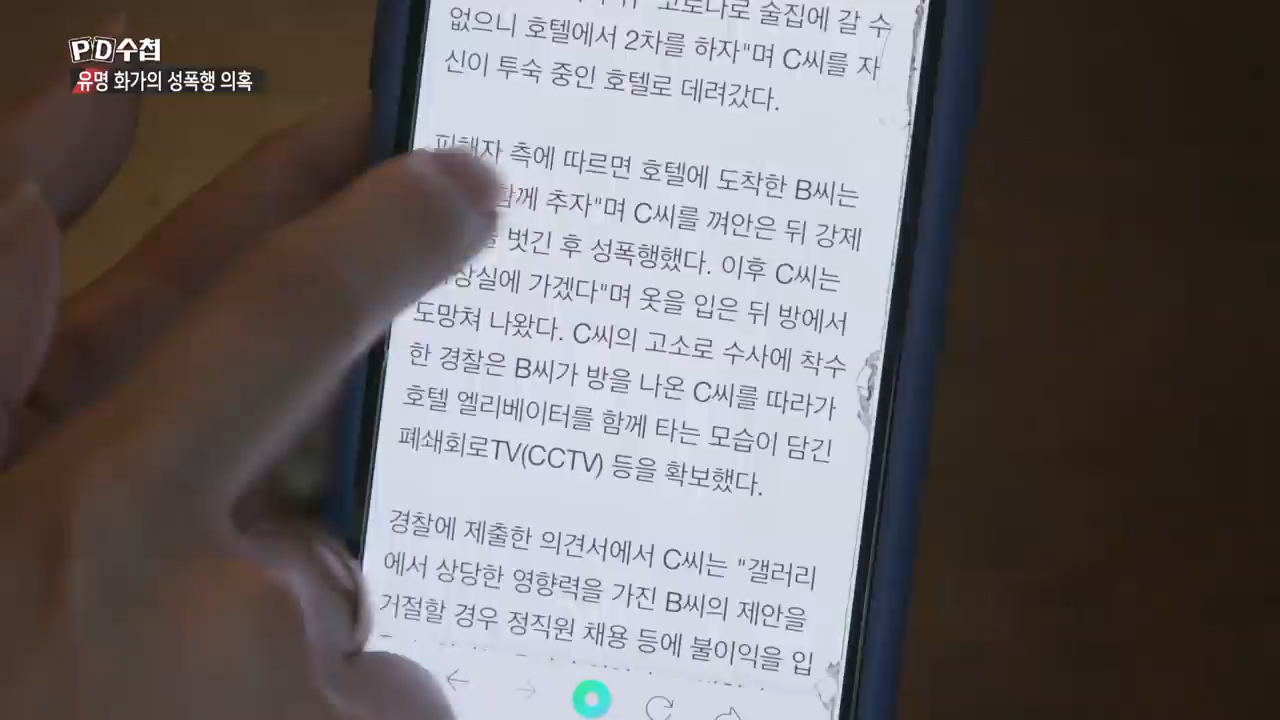 PD수첩
유명 화가의 성폭행 의혹
고로나로 술집에 갈 수
없으니 호텔에서 2차를 하자"며 C씨를 자
신이 투숙 중인 호텔로 데려갔다.
피해자 측에 따르면 호텔에 도착한 B씨는
함께 추자"며 C씨를 껴안은 뒤 강제
벗긴 후 성폭행했다. 이후 C씨는
가겠다"며 옷을 입은 뒤 방에서
도망쳐 나왔다. C씨의 고소로 수사에 착수
한 경찰은 B씨가 방을 나온 C씨를 따라가
호텔 엘리베이터를 함께 타는 모습이 담긴
폐쇄회로TV(CCTV) 등을 확보했다.
경찰에 제출한 의견서에서 C씨는 "갤러리
에서 상당한 영향력을 가진 B씨의 제안을
거절할 경우 정직원 채용 등에 불이익을 입